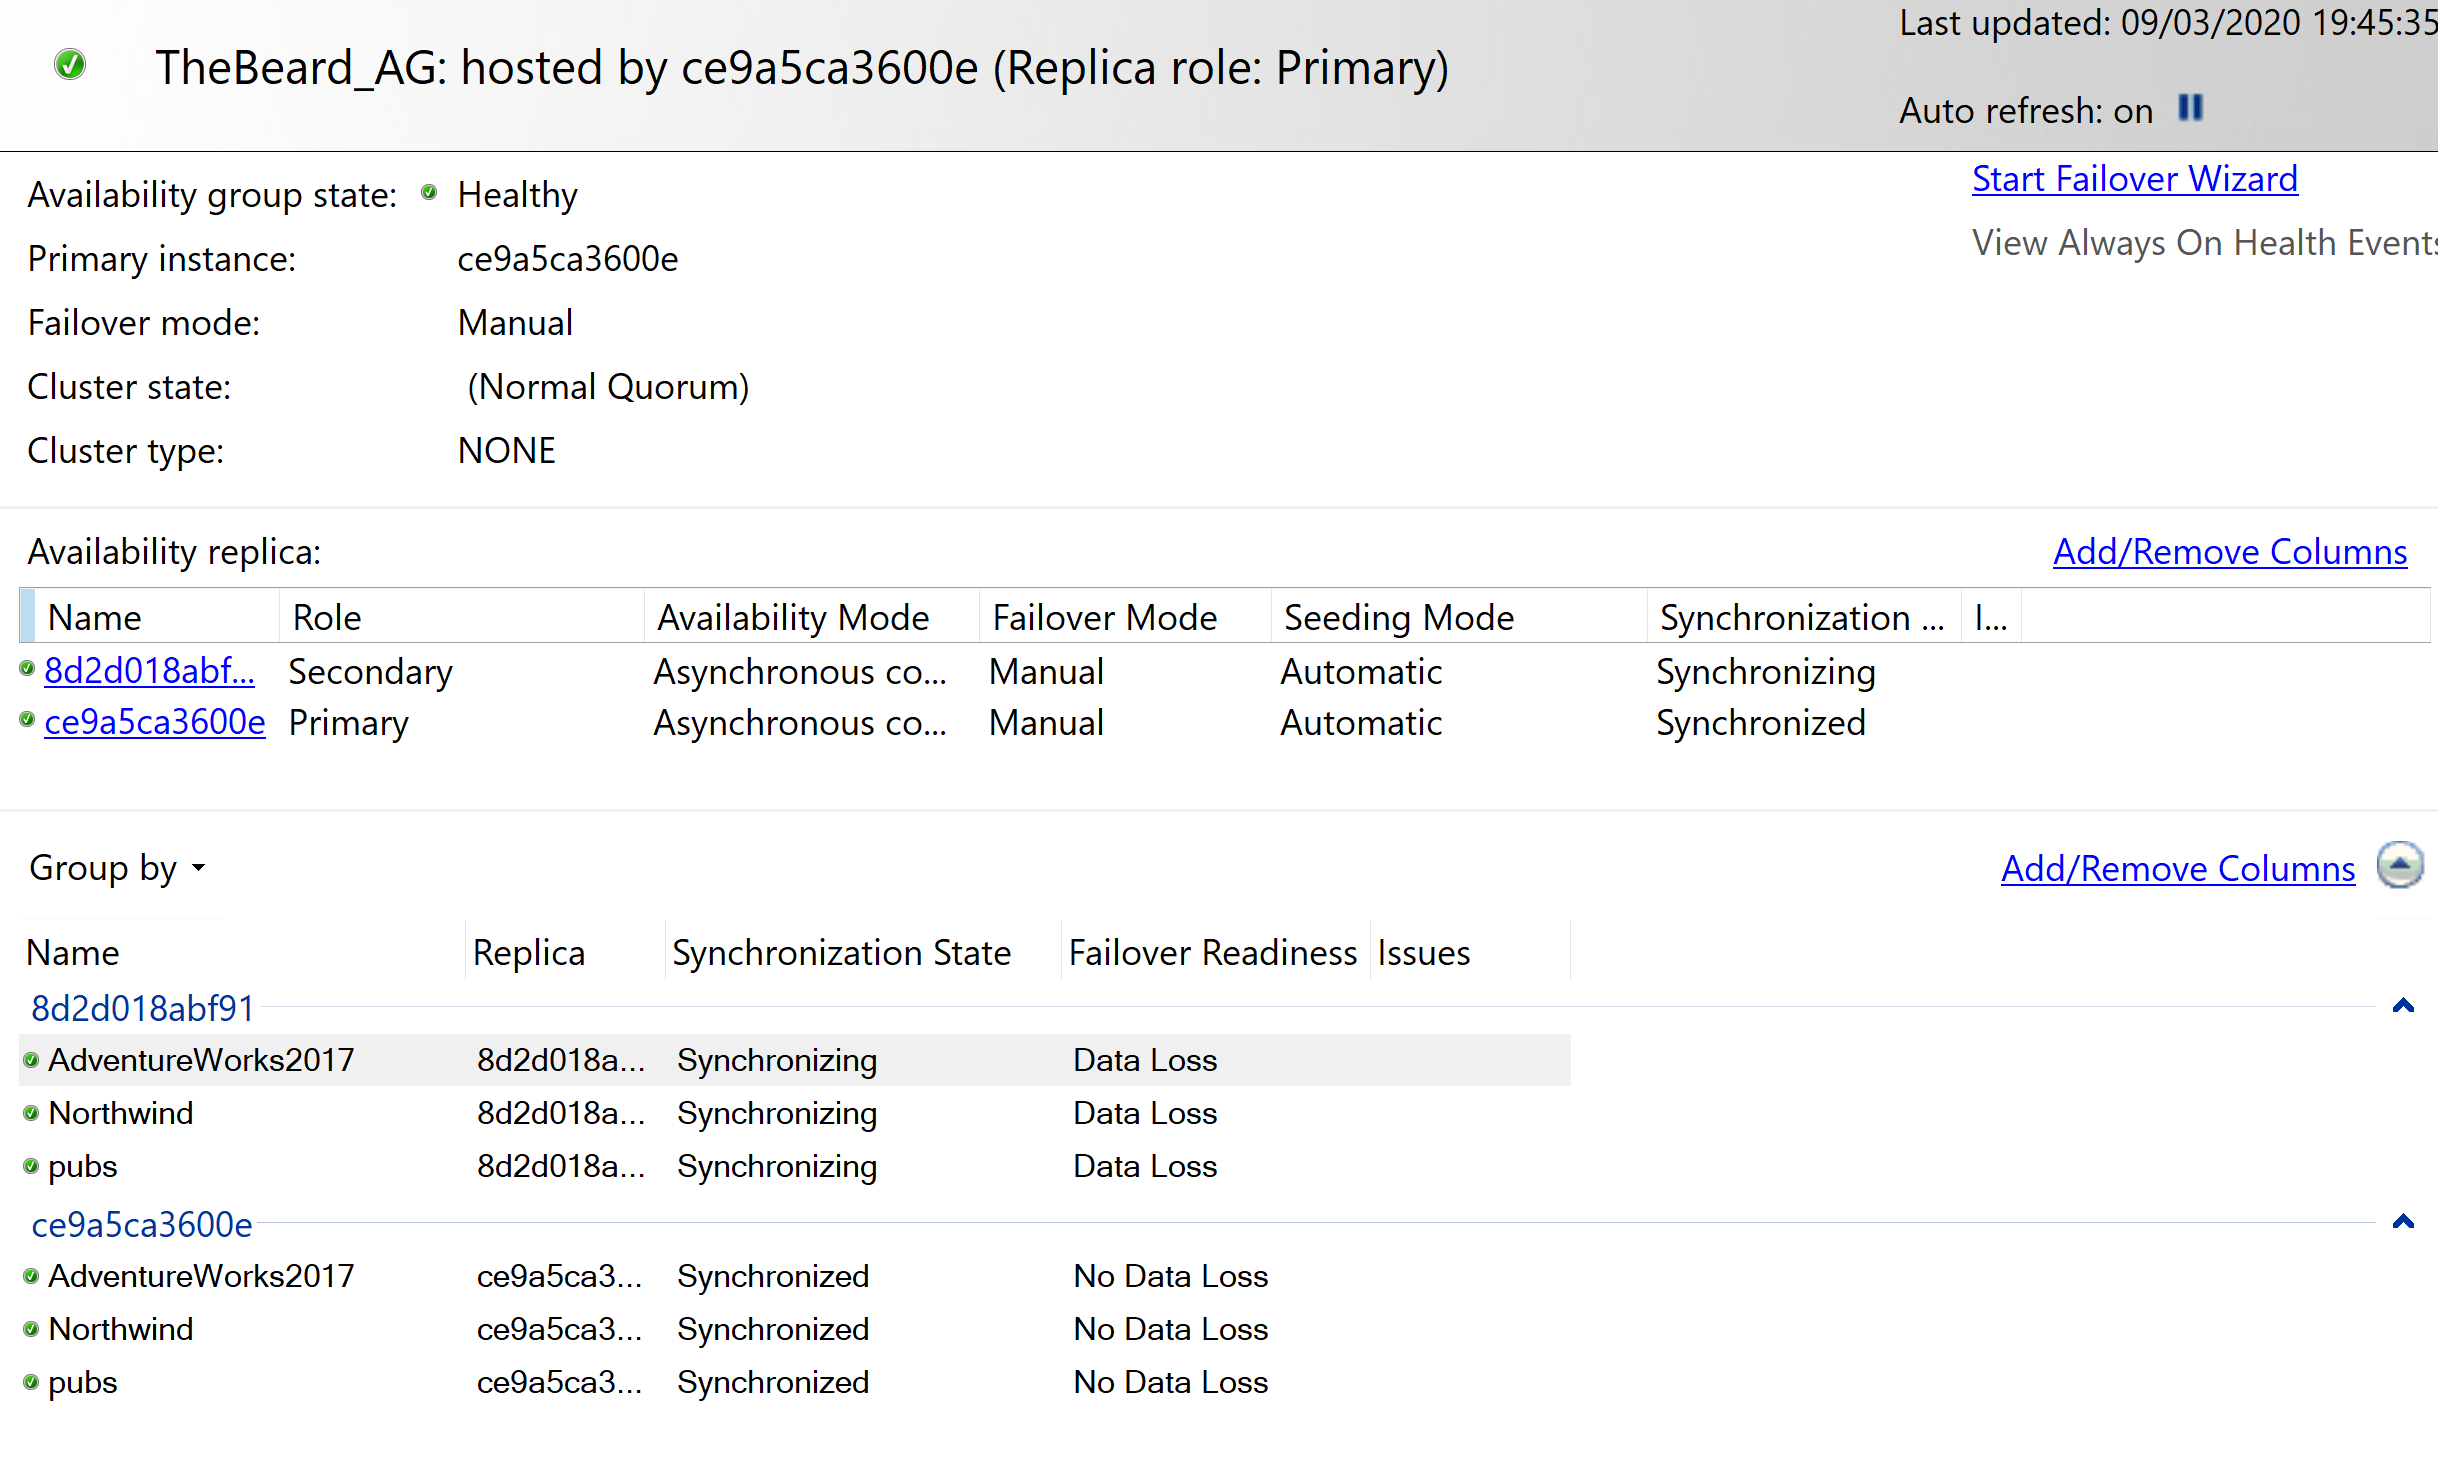 Last updated: 09/03/2020 19:45:35
TheBeard_AG: hosted by ce9a5ca3600e (Replica role: Primary)
Auto refresh: on
Availability group state: Healthy
Start Failover Wizard
View Always On Health Events
Primary instance: ce9a5ca3600e
Failover mode: Manual
Cluster state: (Normal Quorum)
Cluster type: NONE
Availability replica: Add/Remove Columns
Name Role Availability Mode Failover Mode Seeding Mode Synchronization ... I...
8d2d018abf... Secondary Asynchronous co... Manual Automatic Synchronizing
ce9a5ca3600e Primary Asynchronous co... Manual Automatic Synchronized
Group by Add/Remove Columns
Name Replica Synchronization State Failover Readiness Issues
8d2d018abf91
AdventureWorks2017 8d2d018a... Synchronizing Data Loss
Northwind 8d2d018a... Synchronizing Data Loss
pubs 8d2d018a... Synchronizing Data Loss
ce9a5ca3600e
AdventureWorks2017 ce9a5ca3... Synchronized No Data Loss
Northwind ce9a5ca3... Synchronized No Data Loss
pubs ce9a5ca3... Synchronized No Data Loss